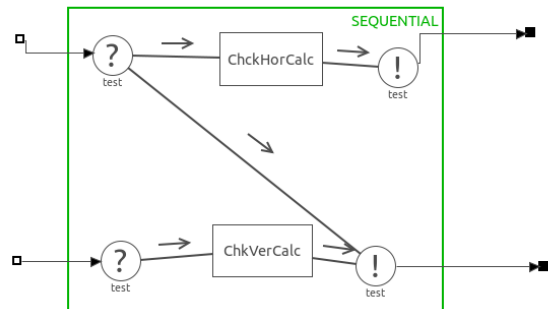 SEQUENTIAL
? ChckHorCalc !
test test
? ChkVerCalc !
test test